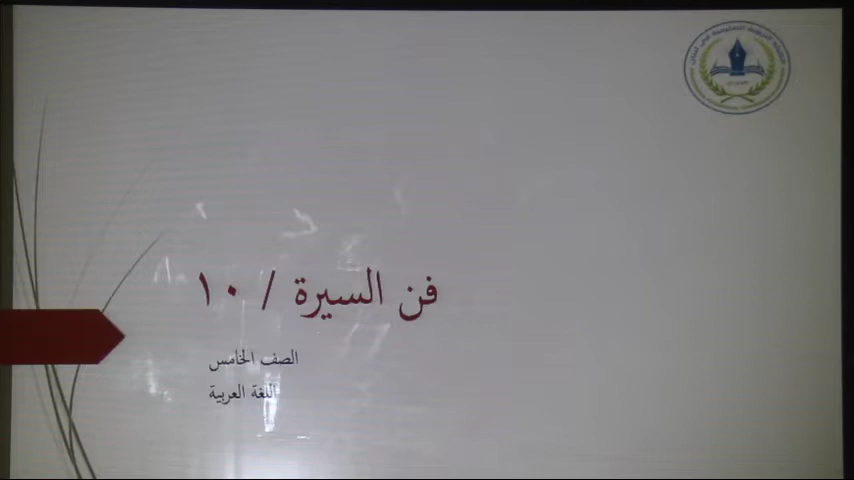 فن السيرة / ١٠
الصف الخامس
اللغة العربية